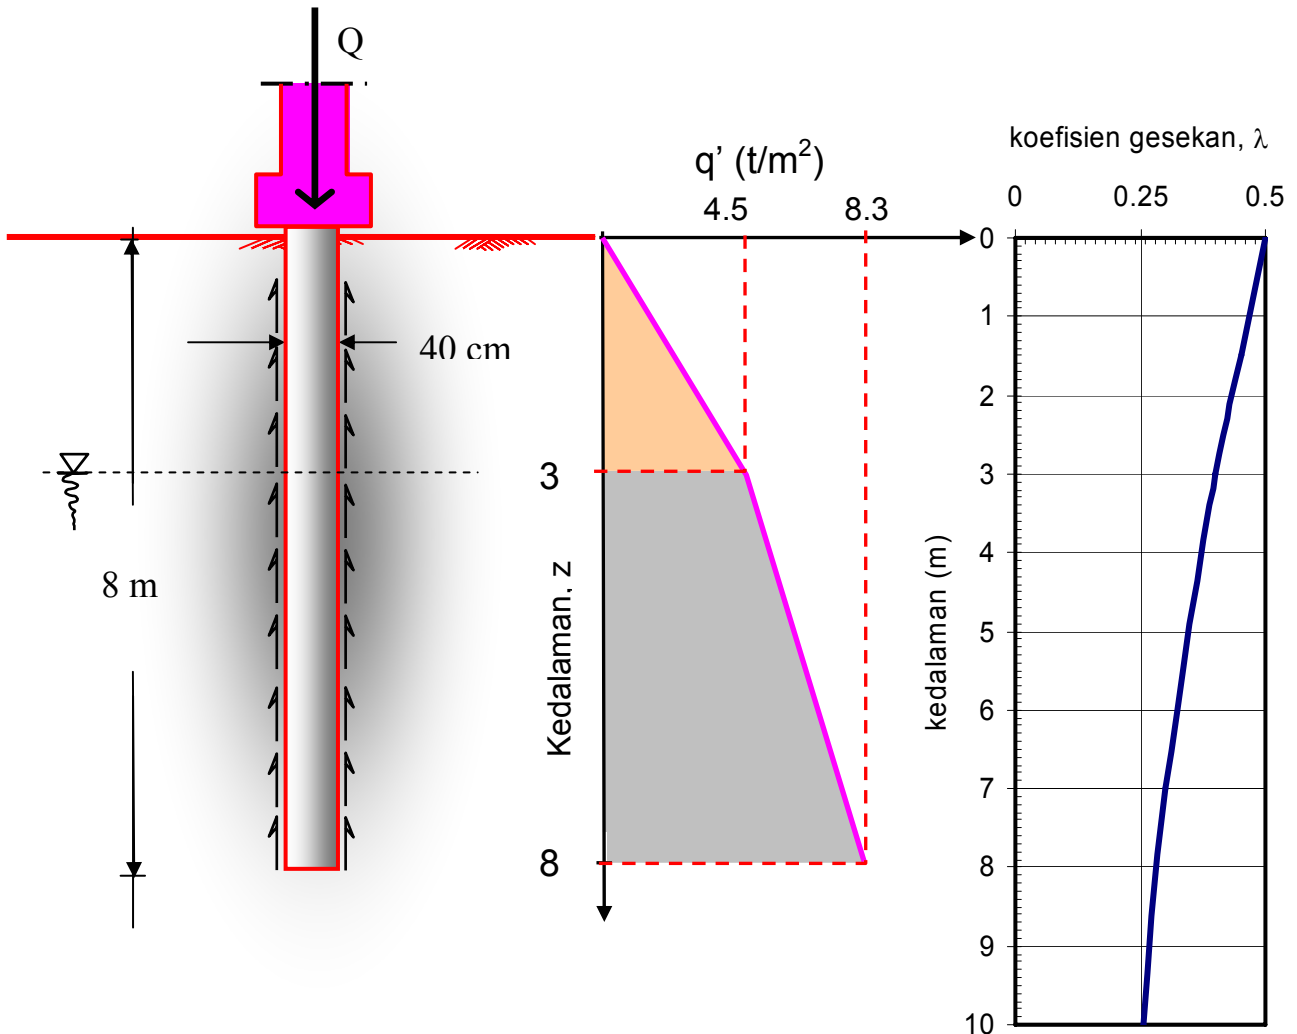 Q
40 cm
8 m
q' (t/m²)
4.5 8.3
3
8
Kedalaman, z
koefisien gesekan, λ
0 0.25 0.5
0
1
2
3
4
5
6
7
8
9
10
kedalaman (m)